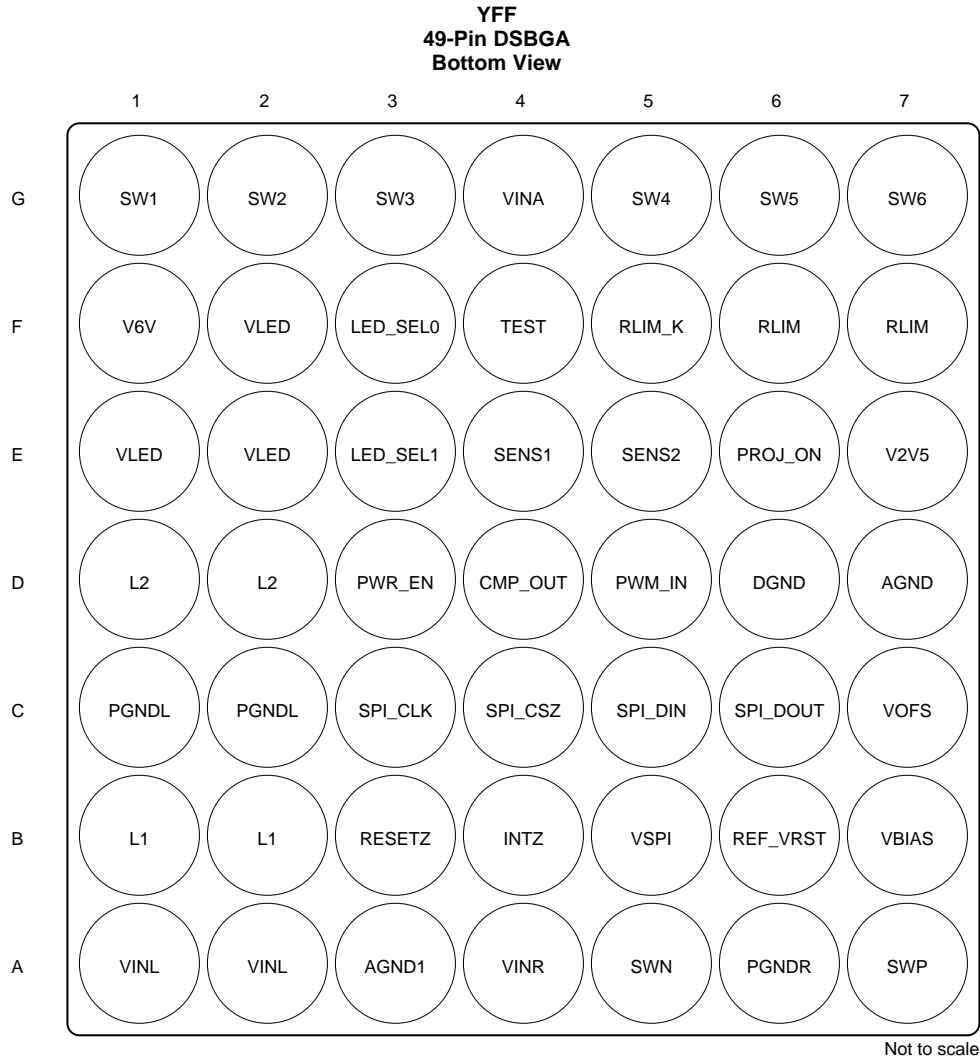 YFF
49-Pin DSBGA
Bottom View
1 2 3 4 5 6 7
G SW1 SW2 SW3 VINA SW4 SW5 SW6
F V6V VLED LED_SEL0 TEST RLIM_K RLIM RLIM
E VLED VLED LED_SEL1 SENS1 SENS2 PROJ_ON V2V5
D L2 L2 PWR_EN CMP_OUT PWM_IN DGND AGND
C PGNDL PGNDL SPI_CLK SPI_CSZ SPI_DIN SPI_DOUT VOFS
B L1 L1 RESETZ INTZ VSPI REF_VRST VBIAS
A VINL VINL AGND1 VINR SWN PGNDR SWP
Not to scale